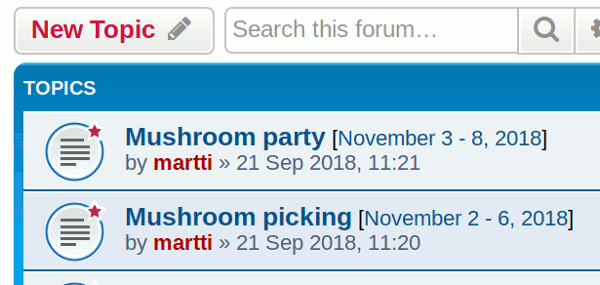 New Topic
Search this forum…
TOPICS
Mushroom party [November 3 - 8, 2018]
by martti » 21 Sep 2018, 11:21
Mushroom picking [November 2 - 6, 2018]
by martti » 21 Sep 2018, 11:20